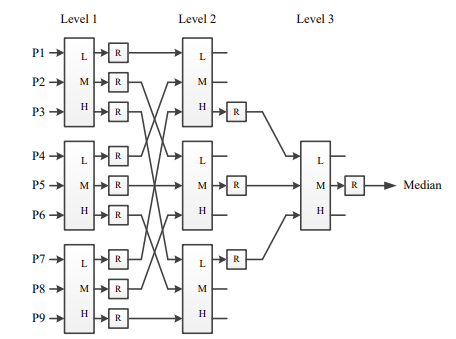 Level 1 Level 2 Level 3
P1 L R L
P2 M R M
P3 H R H R
P4 L R L L
P5 M R M R M R Median
P6 H R H H
P7 L R L R
P8 M R M
P9 H R H